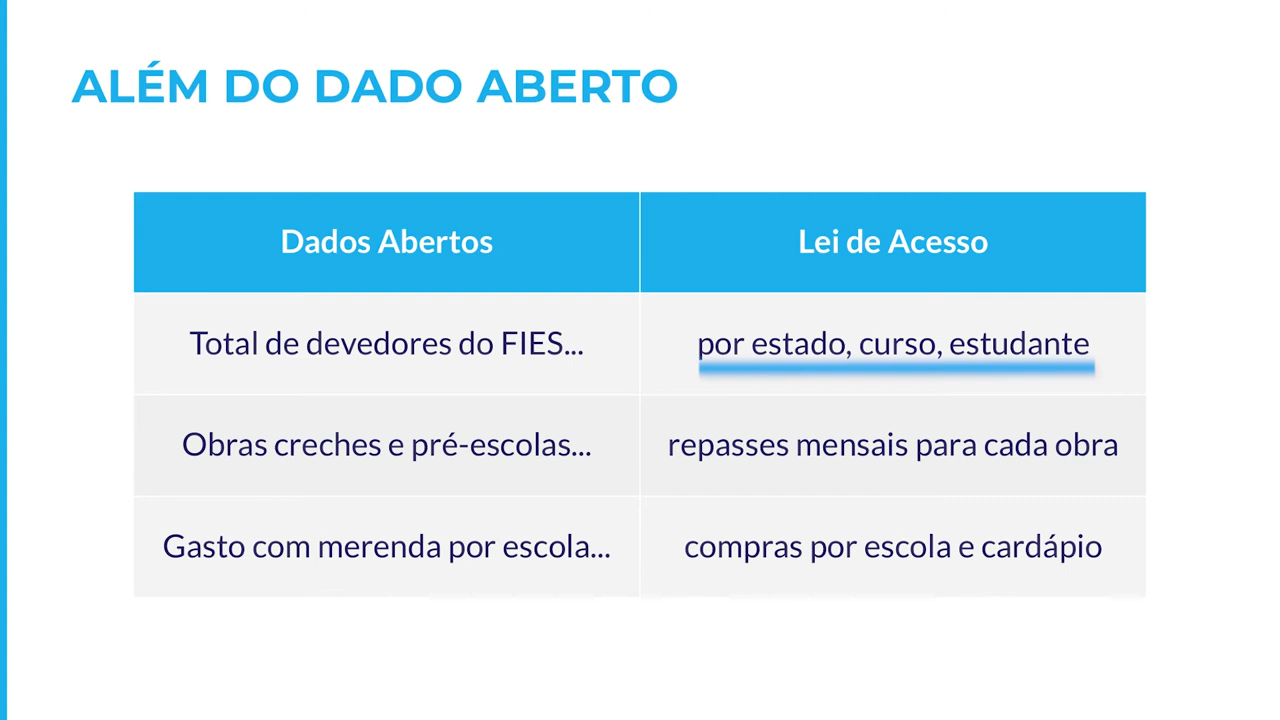 ALÉM DO DADO ABERTO
Dados Abertos
Lei de Acesso
Total de devedores do FIES...
por estado, curso, estudante
Obras creches e pré-escolas...
repasses mensais para cada obra
Gasto com merenda por escola...
compras por escola e cardápio